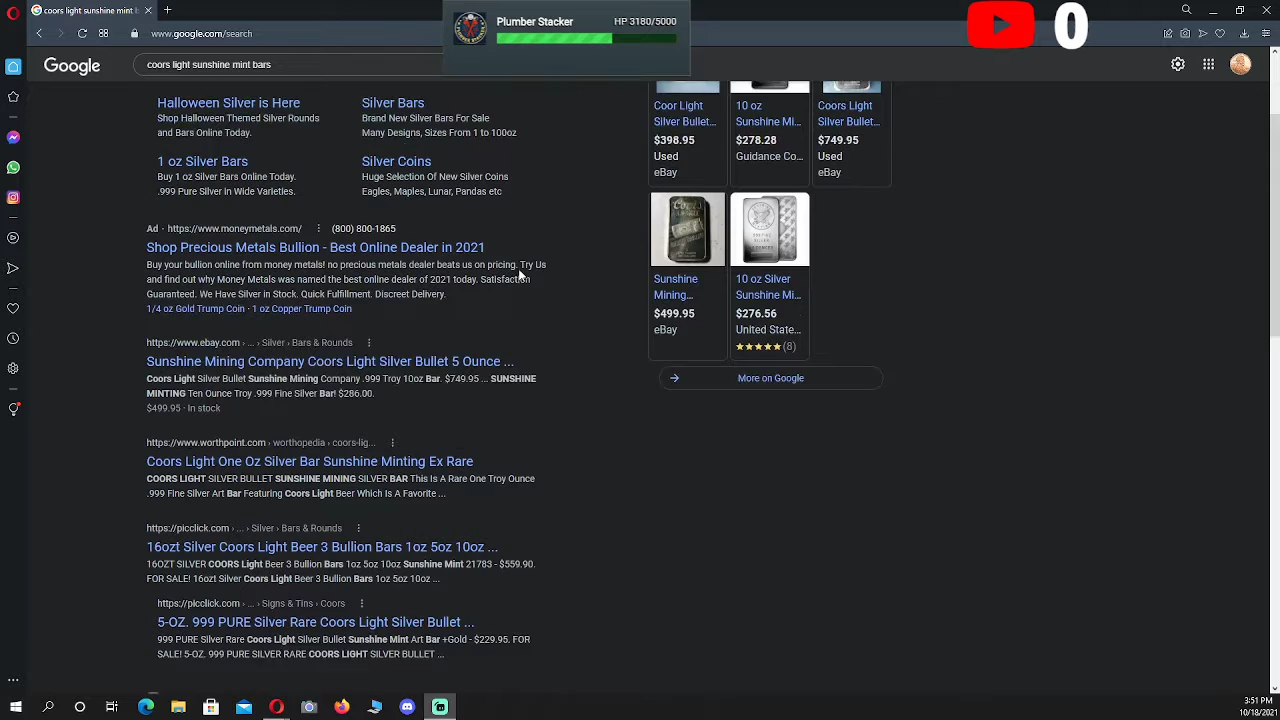 google.com coors light sunshine mint b
Plumber Stacker
HP 3180/5000
0
www.google.com/search
Google
coors light sunshine mint bars
Halloween Silver is Here
Shop Halloween Themed Silver Rounds
and Bars Online Today.
Silver Bars
Brand New Silver Bars For Sale
Many Designs, Sizes From 1 to 100oz
1 oz Silver Bars
Buy 1 oz Silver Bars Online Today.
.999 Pure Silver in Wide Varieties.
Silver Coins
Huge Selection Of New Silver Coins
Eagles, Maples, Lunar, Pandas etc
Ad · https://www.moneymetals.com/ (800) 800-1865
Shop Precious Metals Bullion - Best Online Dealer in 2021
Buy your bullion online from money metals! no precious metals dealer beats us on pricing. Try Us
and find out why Money Metals was named the best online dealer of 2021 today. Satisfaction
Guaranteed. We Have Silver in Stock. Quick Fulfillment. Discreet Delivery.
1/4 oz Gold Trump Coin · 1 oz Copper Trump Coin
https://www.ebay.com › ... › Silver › Bars & Rounds
Sunshine Mining Company Coors Light Silver Bullet 5 Ounce ...
Coors Light Silver Bullet Sunshine Mining Company .999 Troy 10oz Bar. $749.95 ... SUNSHINE
MINTING Ten Ounce Troy .999 Fine Silver Bar! $286.00.
$499.95 · In stock
https://www.worthpoint.com › worthopedia › coors-lig...
Coors Light One Oz Silver Bar Sunshine Minting Ex Rare
COORS LIGHT SILVER BULLET SUNSHINE MINING SILVER BAR This Is A Rare One Troy Ounce
.999 Fine Silver Art Bar Featuring Coors Light Beer Which Is A Favorite ...
https://picclick.com › ... › Silver › Bars & Rounds
16ozt Silver Coors Light Beer 3 Bullion Bars 1oz 5oz 10oz ...
16OZT SILVER COORS Light Beer 3 Bullion Bars 1oz 5oz 10oz Sunshine Mint 21783 - $559.90.
FOR SALE! 16ozt Silver Coors Light Beer 3 Bullion Bars 1oz 5oz 10oz ...
https://picclick.com › ... › Signs & Tins › Coors
5-OZ. 999 PURE Silver Rare Coors Light Silver Bullet ...
999 PURE Silver Rare Coors Light Silver Bullet Sunshine Mint Art Bar +Gold - $229.95. FOR
SALE! 5-OZ. 999 PURE SILVER RARE COORS LIGHT SILVER BULLET ...
Coor Light
Silver Bullet...
$398.95
Used
eBay
10 oz
Sunshine Mi...
$278.28
Guidance Co...
Coors Light
Silver Bullet...
$749.95
Used
eBay
Coors
Sunshine
Mining...
$499.95
eBay
10 oz Silver
Sunshine Mi...
$276.56
United State...
(8)
More on Google
3:51 PM
10/18/2021